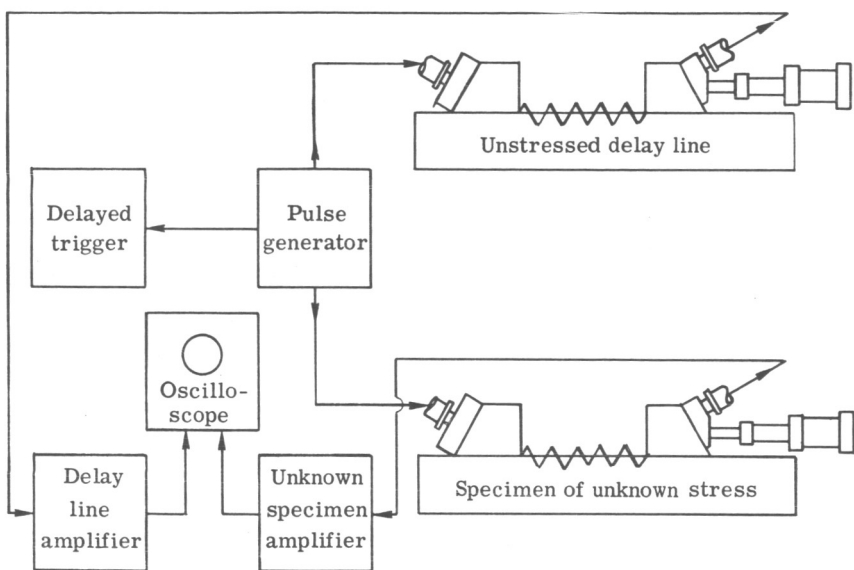 Unstressed delay line
Delayed
trigger
Pulse
generator
Oscillo-
scope
Delay
line
amplifier
Unknown
specimen
amplifier
Specimen of unknown stress